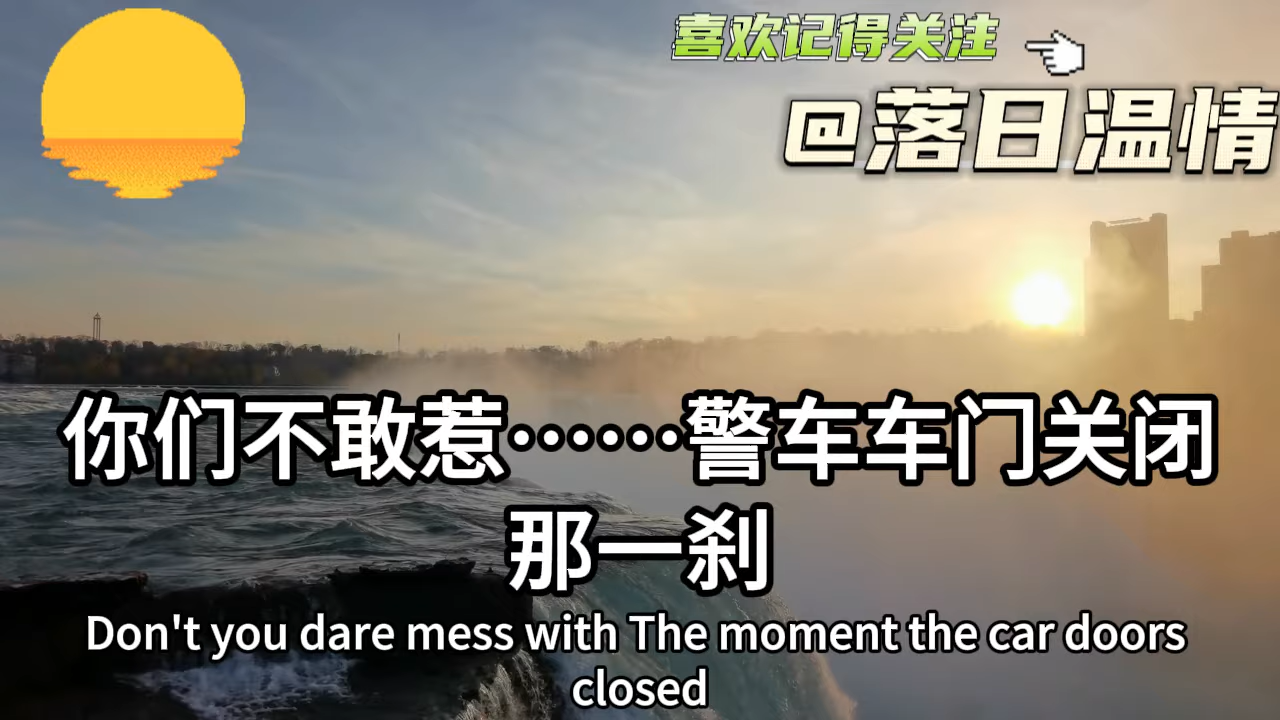 喜欢记得关注
@落日温情
你们不敢惹……警车车门关闭
那一刹
Don't you dare mess with The moment the car doors
closed